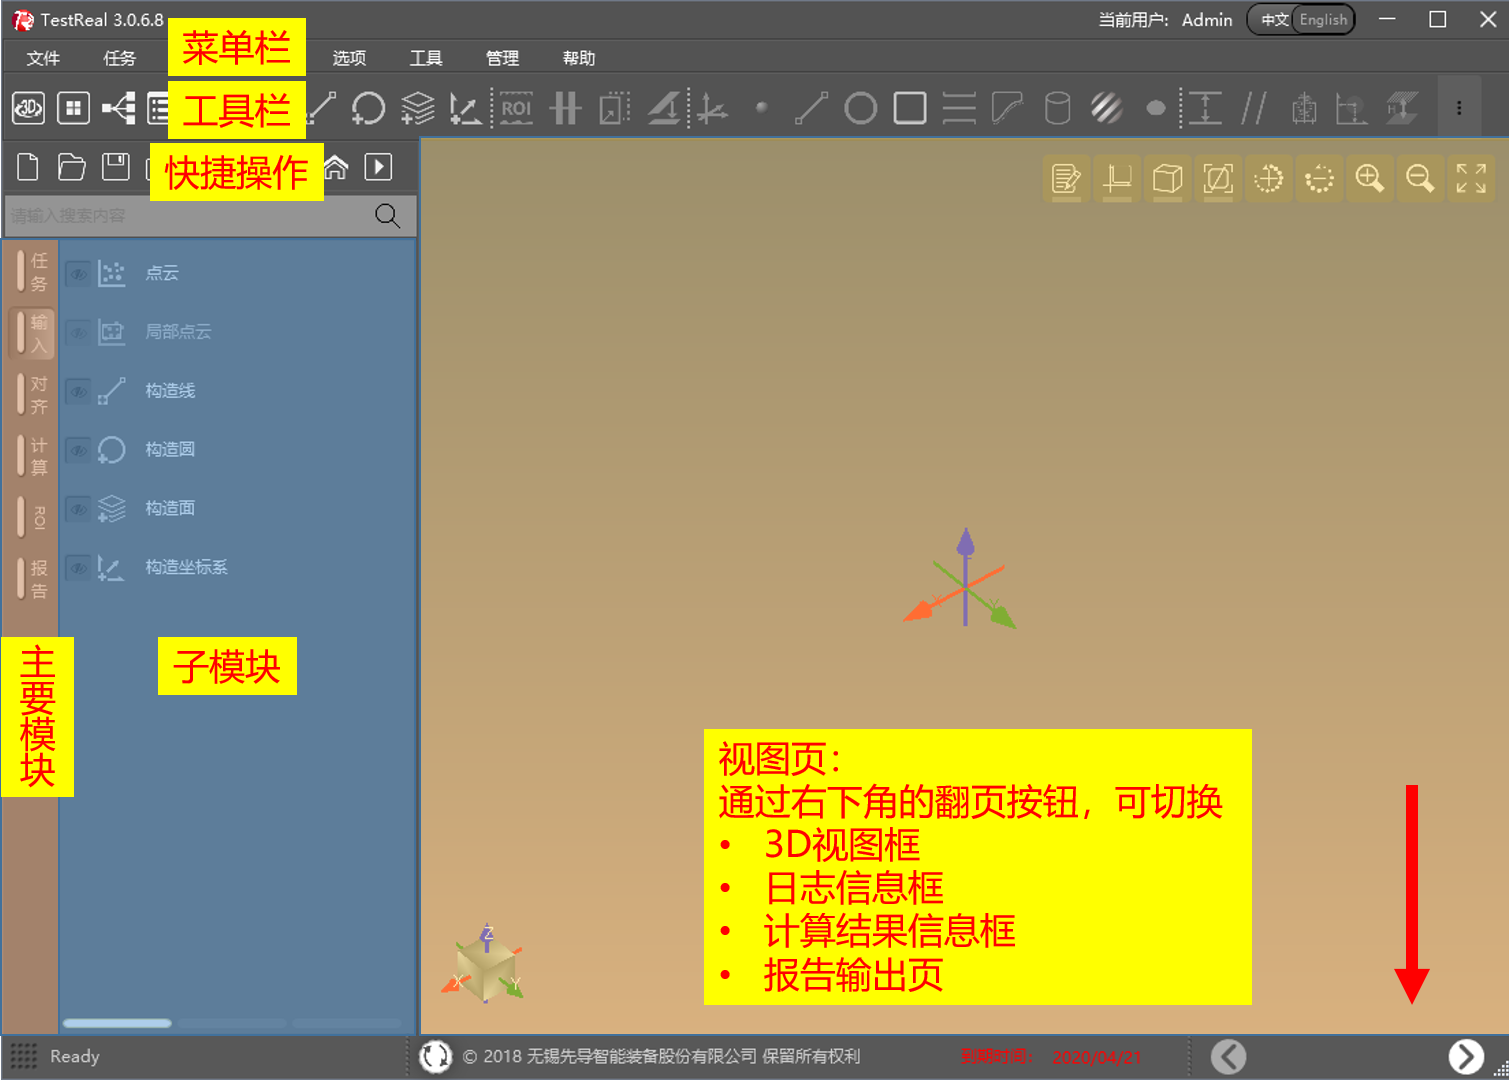 TestReal 3.0.6.8
当前用户: Admin
中文 English
文件 任务 菜单栏 选项 工具 管理 帮助
3D 工具栏 ROI
快捷操作
请输入搜索内容
任务
输入
对齐
计算
ROI
报告
点云
局部点云
构造线
构造圆
构造面
构造坐标系
主要模块
子模块
视图页：
通过右下角的翻页按钮，可切换
• 3D视图框
• 日志信息框
• 计算结果信息框
• 报告输出页
Z
X
Y
Ready
© 2018 无锡先导智能装备股份有限公司 保留所有权利
到期时间: 2020/04/21